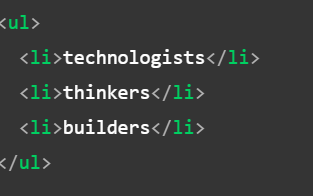 <ul>
<li>technologists</li>
<li>thinkers</li>
<li>builders</li>
</ul>